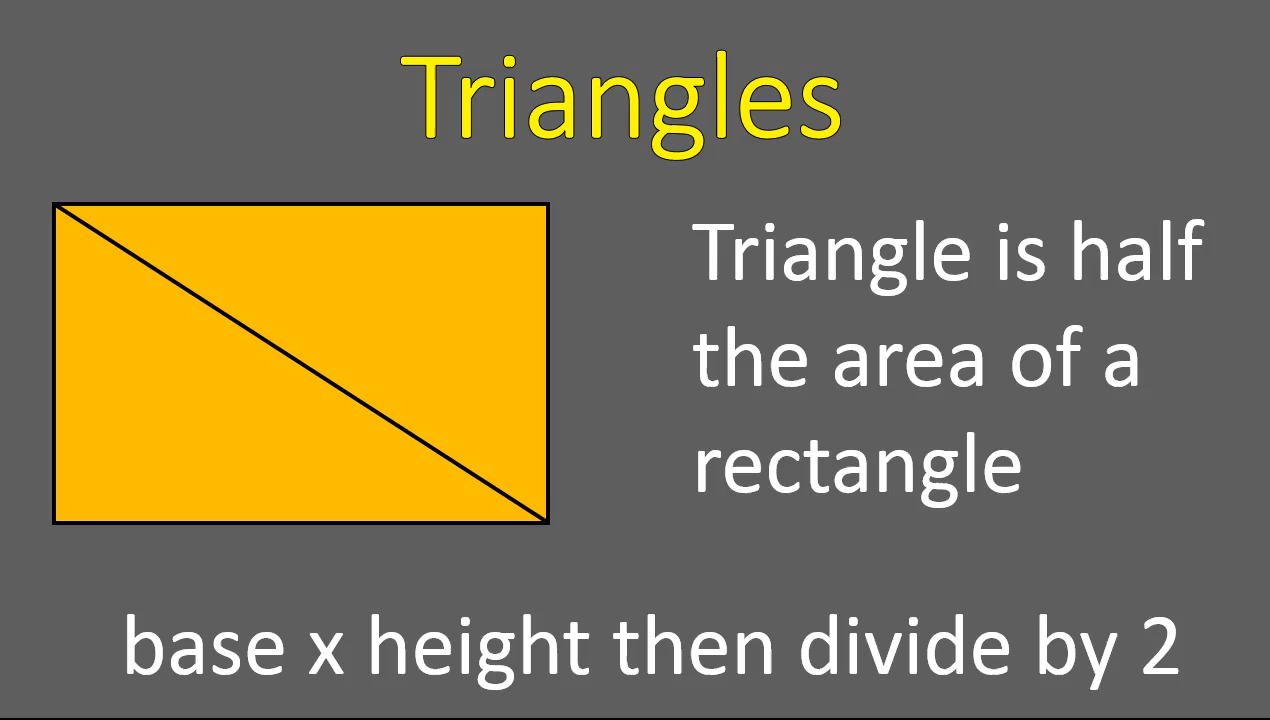 Triangles
Triangle is half
the area of a
rectangle
base x height then divide by 2